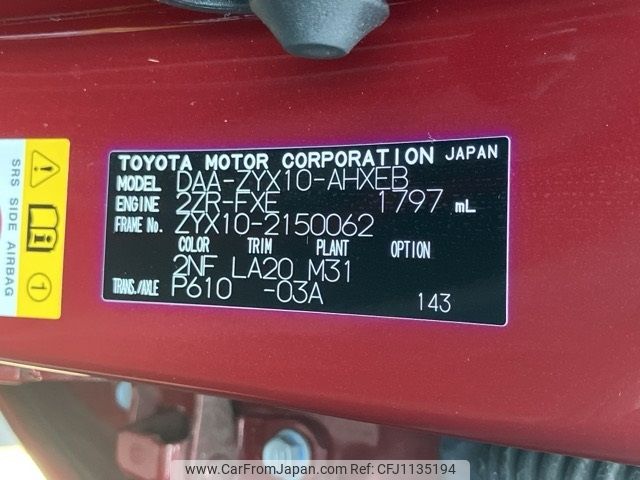 TOYOTA MOTOR CORPORATION JAPAN
MODEL DAA-ZYX10-AHXEB
ENGINE 2ZR-FXE 1797 mL
FRAME No. ZYX10-2150062
COLOR TRIM PLANT OPTION
2NF LA20 M31
TRANS./AXLE P610 -03A
143
SRS SIDE AIRBAG
1
www.CarFromJapan.com | CFJ1135194